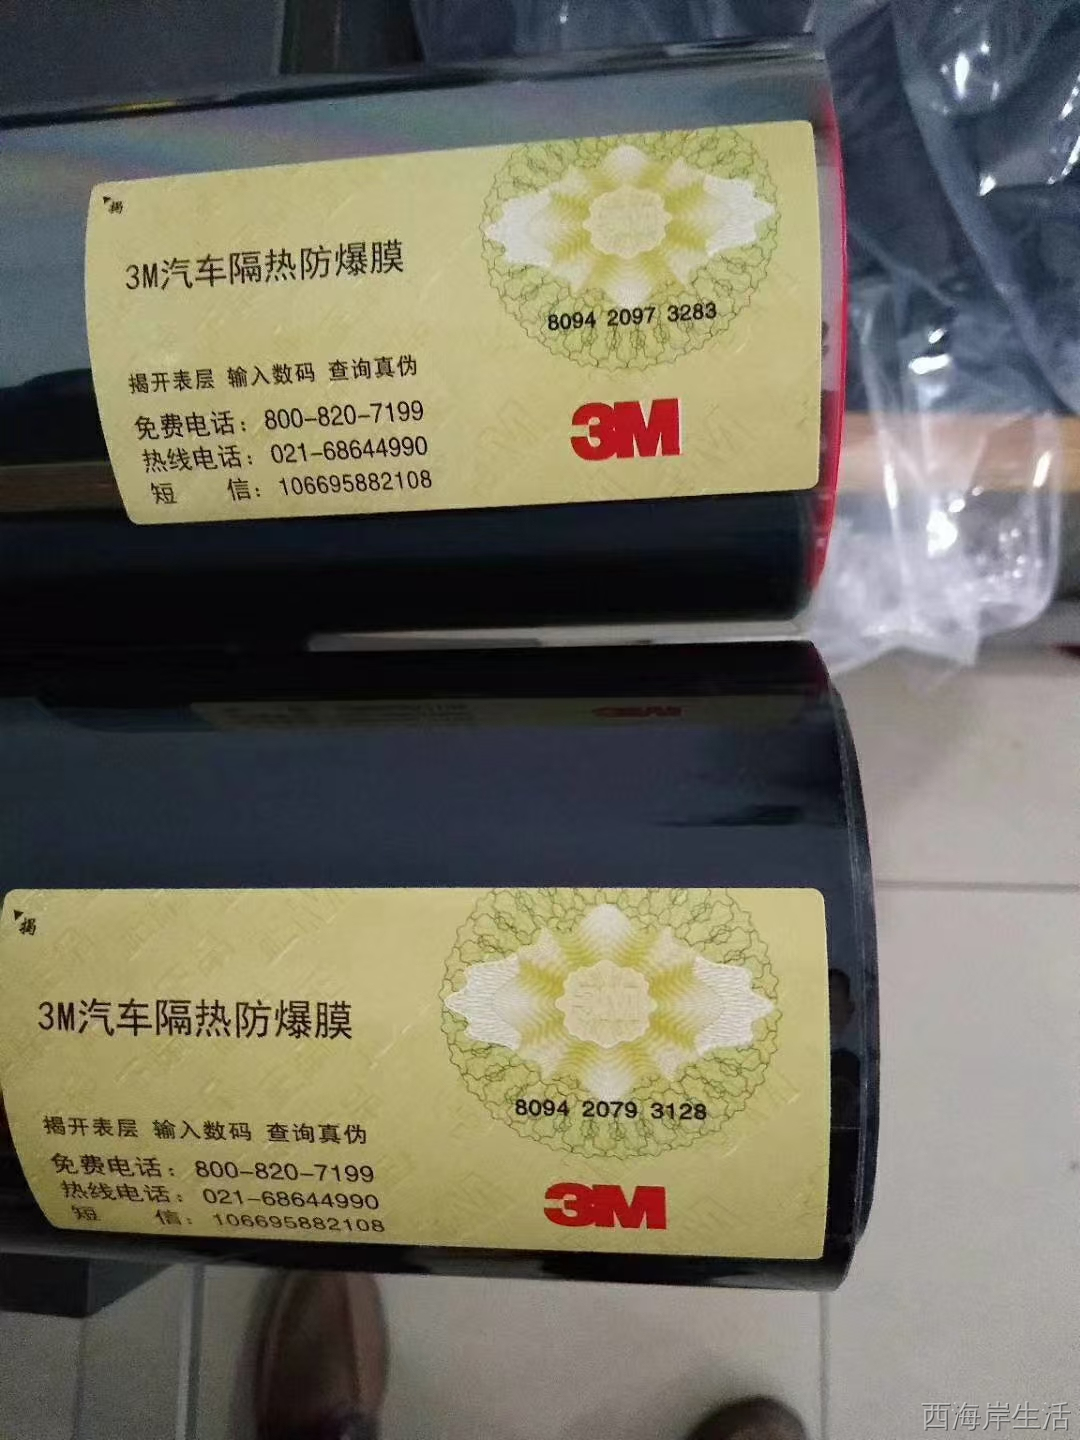 揭
3M汽车隔热防爆膜
8094 2097 3283
揭开表层 输入数码 查询真伪
免费电话：800-820-7199
热线电话：021-68644990
短 信：106695882108
3M
揭
3M汽车隔热防爆膜
8094 2079 3128
揭开表层 输入数码 查询真伪
免费电话：800-820-7199
热线电话：021-68644990
短 信：106695882108
3M
西海岸生活